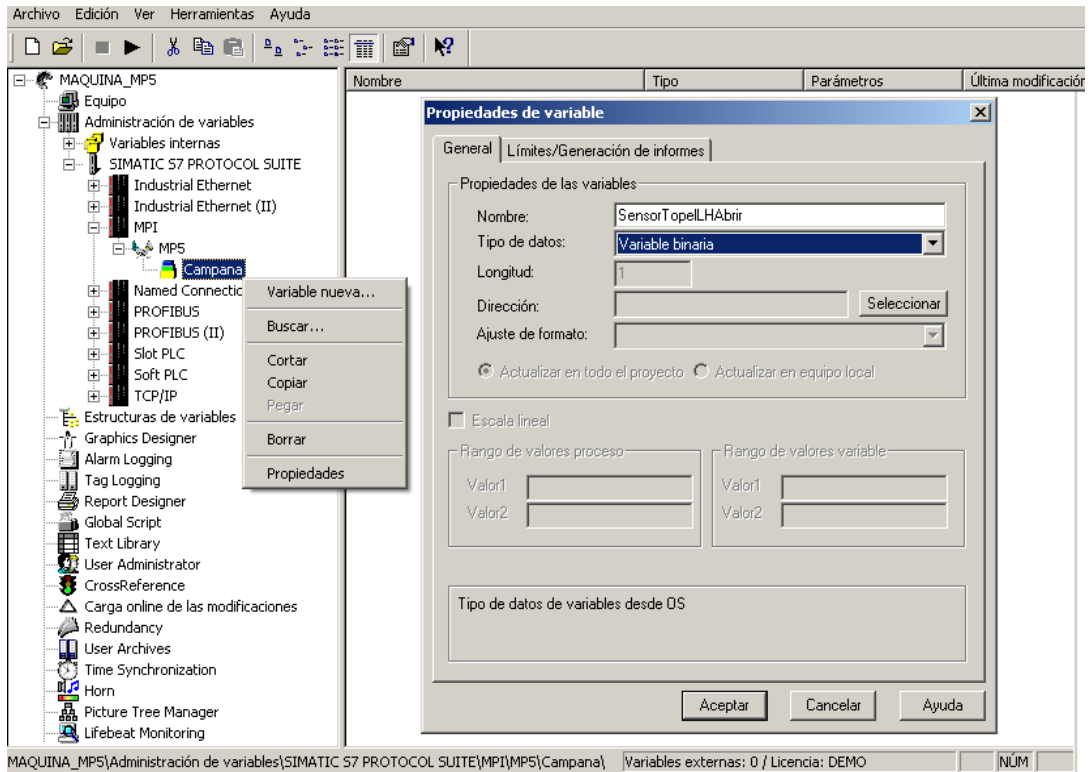 Archivo Edición Ver Herramientas Ayuda
MAQUINA_MP5
Equipo
Administración de variables
Variables internas
SIMATIC S7 PROTOCOL SUITE
Industrial Ethernet
Industrial Ethernet (II)
MPI
MP5
Campana
Named Connectic
PROFIBUS
PROFIBUS (II)
Slot PLC
Soft PLC
TCP/IP
Estructuras de variables
Graphics Designer
Alarm Logging
Tag Logging
Report Designer
Global Script
Text Library
User Administrator
CrossReference
Carga online de las modificaciones
Redundancy
User Archives
Time Synchronization
Horn
Picture Tree Manager
Lifebeat Monitoring
Variable nueva...
Buscar...
Cortar
Copiar
Pegar
Borrar
Propiedades
Nombre Tipo Parámetros Última modificación
Propiedades de variable
General Límites/Generación de informes
Propiedades de las variables
Nombre: SensorTopeILHAbrir
Tipo de datos: Variable binaria
Longitud: 1
Dirección: Seleccionar
Ajuste de formato:
Actualizar en todo el proyecto Actualizar en equipo local
Escala lineal
Rango de valores proceso Rango de valores variable
Valor1 Valor1
Valor2 Valor2
Tipo de datos de variables desde OS
Aceptar Cancelar Ayuda
MAQUINA_MP5\Administración de variables\SIMATIC S7 PROTOCOL SUITE\MPI\MP5\Campana\ Variables externas: 0 / Licencia: DEMO NÚM